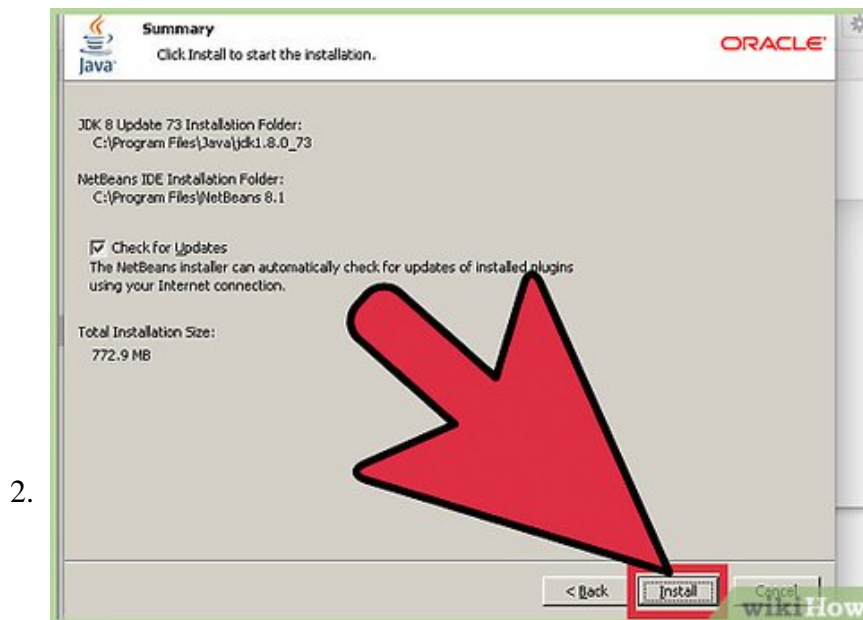 Summary
Click Install to start the installation.
Java
ORACLE
JDK 8 Update 73 Installation Folder:
C:\Program Files\Java\jdk1.8.0_73
NetBeans IDE Installation Folder:
C:\Program Files\NetBeans 8.1
Check for Updates
The NetBeans installer can automatically check for updates of installed plugins
using your Internet connection.
Total Installation Size:
772.9 MB
2.
< Back Install Cancel
wikiHow